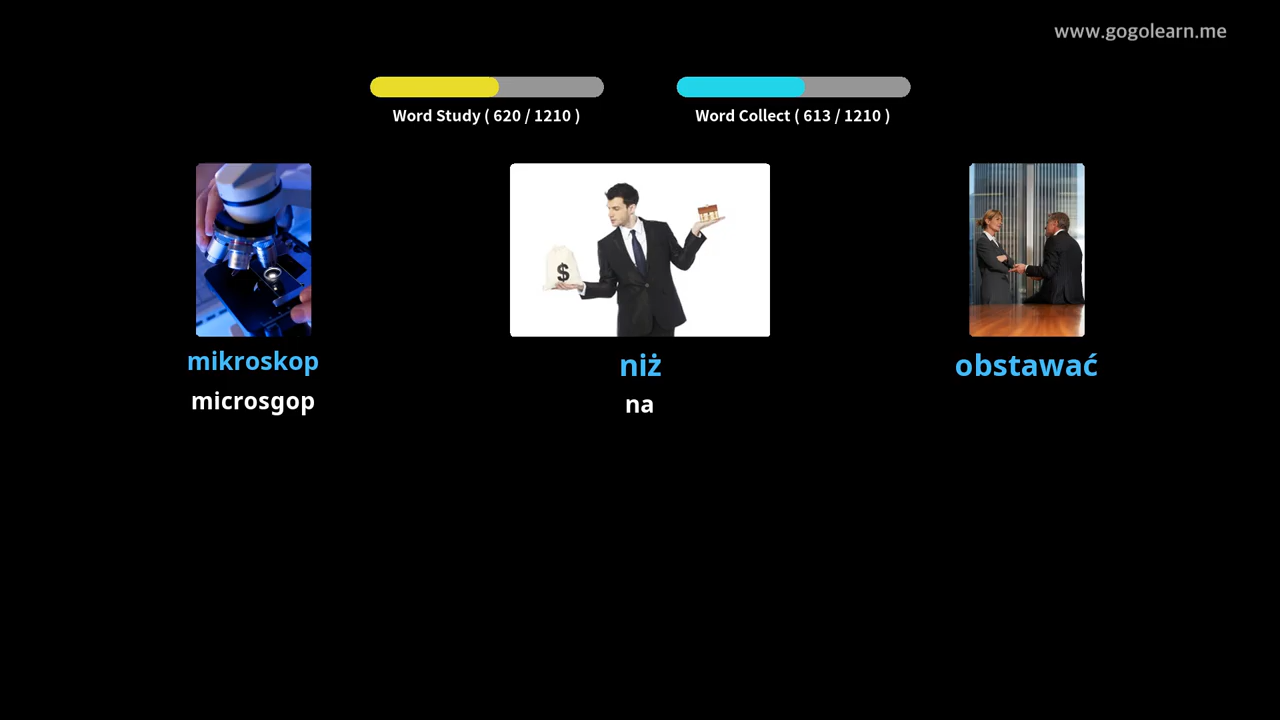 www.gogolearn.me
Word Study ( 620 / 1210 )
Word Collect ( 613 / 1210 )
$
mikroskop
microsgop
niż
na
obstawać